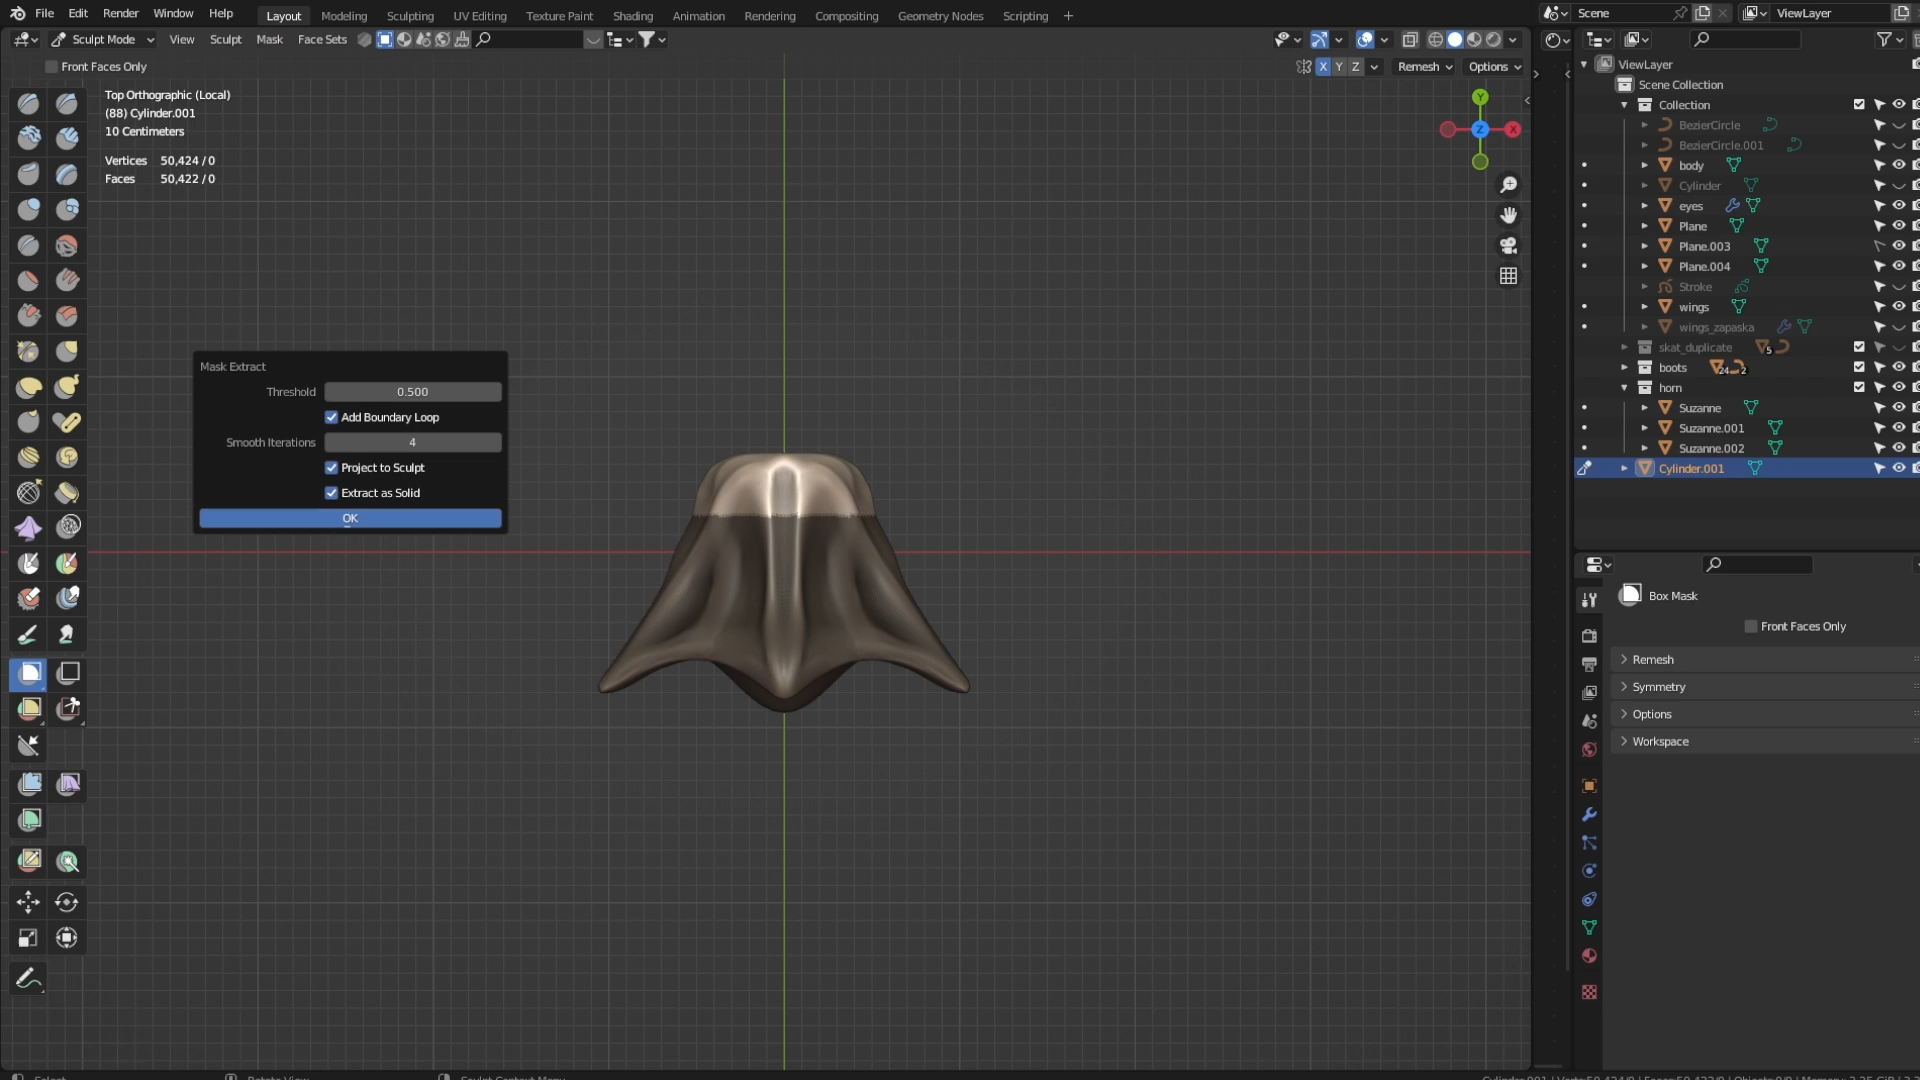 File Edit Render Window Help Layout Modeling Sculpting UV Editing Texture Paint Shading Animation Rendering Compositing Geometry Nodes Scripting + Scene ViewLayer
Sculpt Mode View Sculpt Mask Face Sets
Front Faces Only X Y Z Remesh Options
Top Orthographic (Local)
(88) Cylinder.001
10 Centimeters
Vertices 50,424 / 0
Faces 50,422 / 0
Y
Z X
Mask Extract
Threshold 0.500
Add Boundary Loop
Smooth Iterations 4
Project to Sculpt
Extract as Solid
OK
ViewLayer
Scene Collection
Collection
BezierCircle
BezierCircle.001
body
Cylinder
eyes
Plane
Plane.003
Plane.004
Stroke
wings
wings_zapaska
skat_duplicate 5
boots 24 2
horn
Suzanne
Suzanne.001
Suzanne.002
Cylinder.001
Box Mask
Front Faces Only
Remesh
Symmetry
Options
Workspace